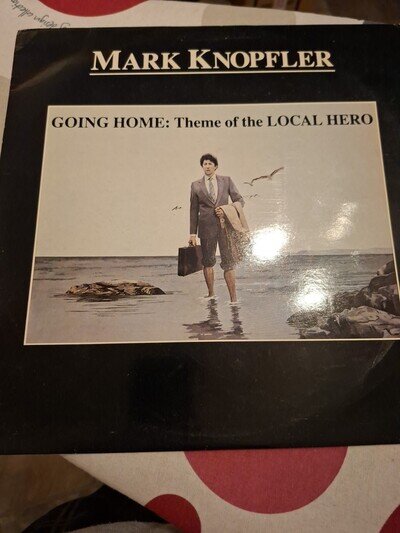 MARK KNOPFLER
GOING HOME: Theme of the LOCAL HERO